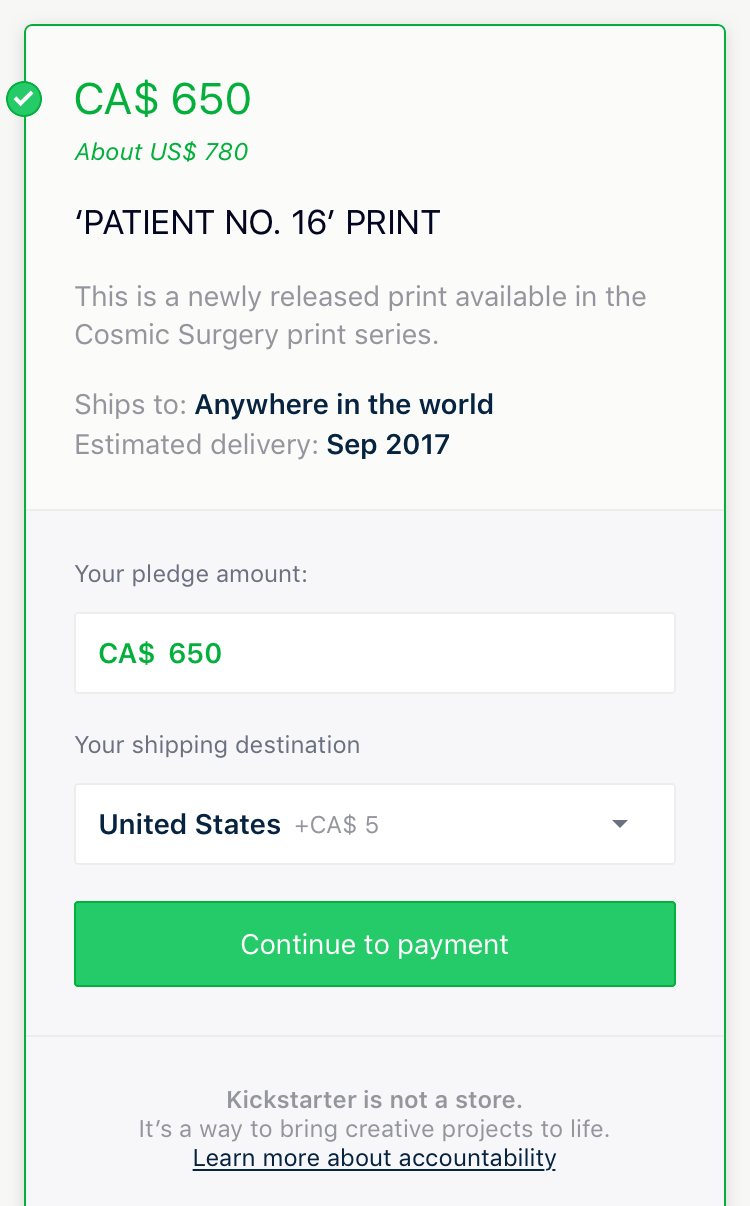 CA$ 650
About US$ 780
‘PATIENT NO. 16’ PRINT
This is a newly released print available in the
Cosmic Surgery print series.
Ships to: Anywhere in the world
Estimated delivery: Sep 2017
Your pledge amount:
CA$ 650
Your shipping destination
United States +CA$ 5
Continue to payment
Kickstarter is not a store.
It’s a way to bring creative projects to life.
Learn more about accountability